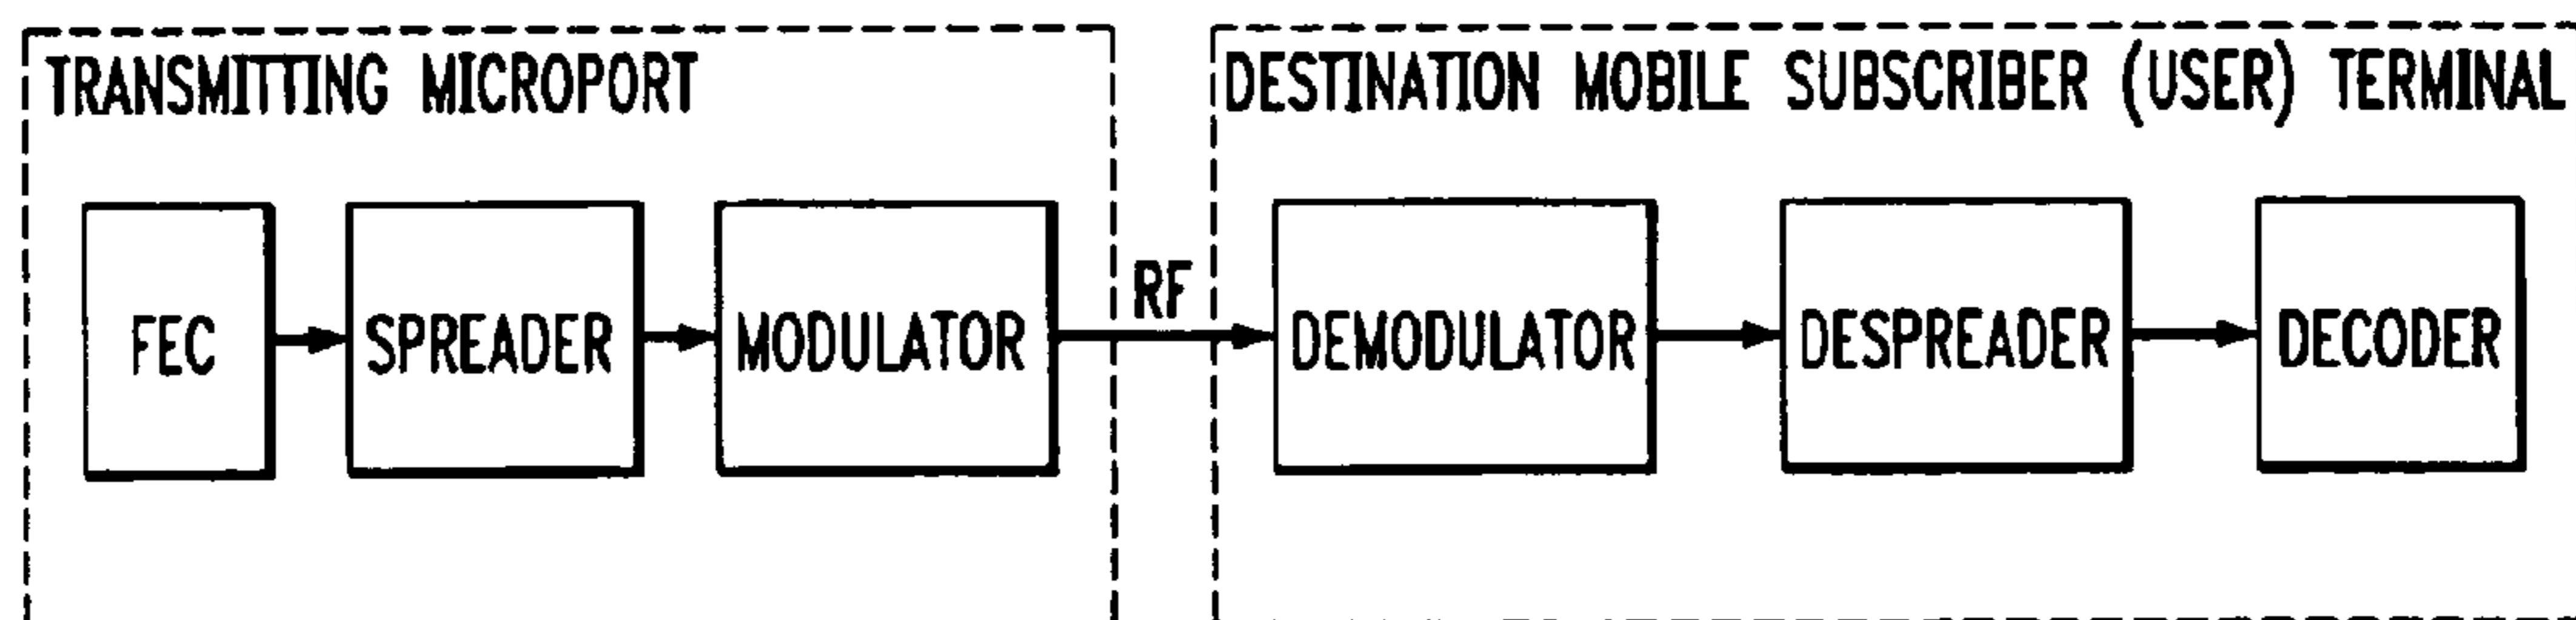 TRANSMITTING MICROPORT
DESTINATION MOBILE SUBSCRIBER (USER) TERMINAL
FEC
SPREADER
MODULATOR
RF
DEMODULATOR
DESPREADER
DECODER